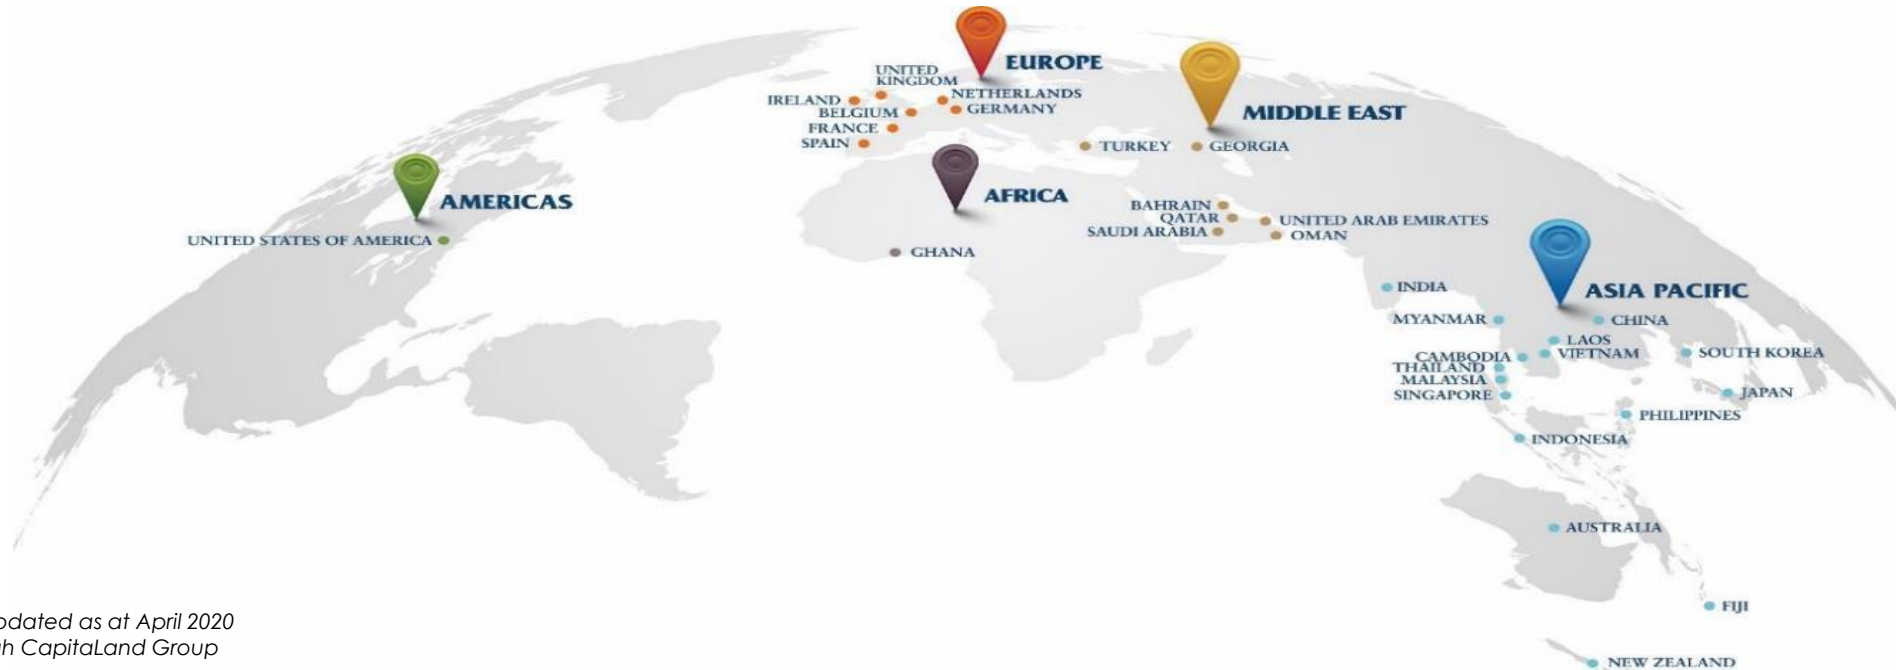 EUROPE
UNITED
KINGDOM
MIDDLE EAST
IRELAND
NETHERLANDS
BELGIUM
GERMANY
FRANCE
SPAIN
TURKEY
GEORGIA
AMERICAS
AFRICA
UNITED STATES OF AMERICA
GHANA
BAHRAIN
QATAR
UNITED ARAB EMIRATES
SAUDI ARABIA
OMAN
INDIA
ASIA PACIFIC
MYANMAR
CHINA
LAOS
CAMBODIA
VIETNAM
SOUTH KOREA
THAILAND
MALAYSIA
SINGAPORE
JAPAN
PHILIPPINES
INDONESIA
AUSTRALIA
FIJI
NEW ZEALAND
as at April 2020
CapitaLand Group